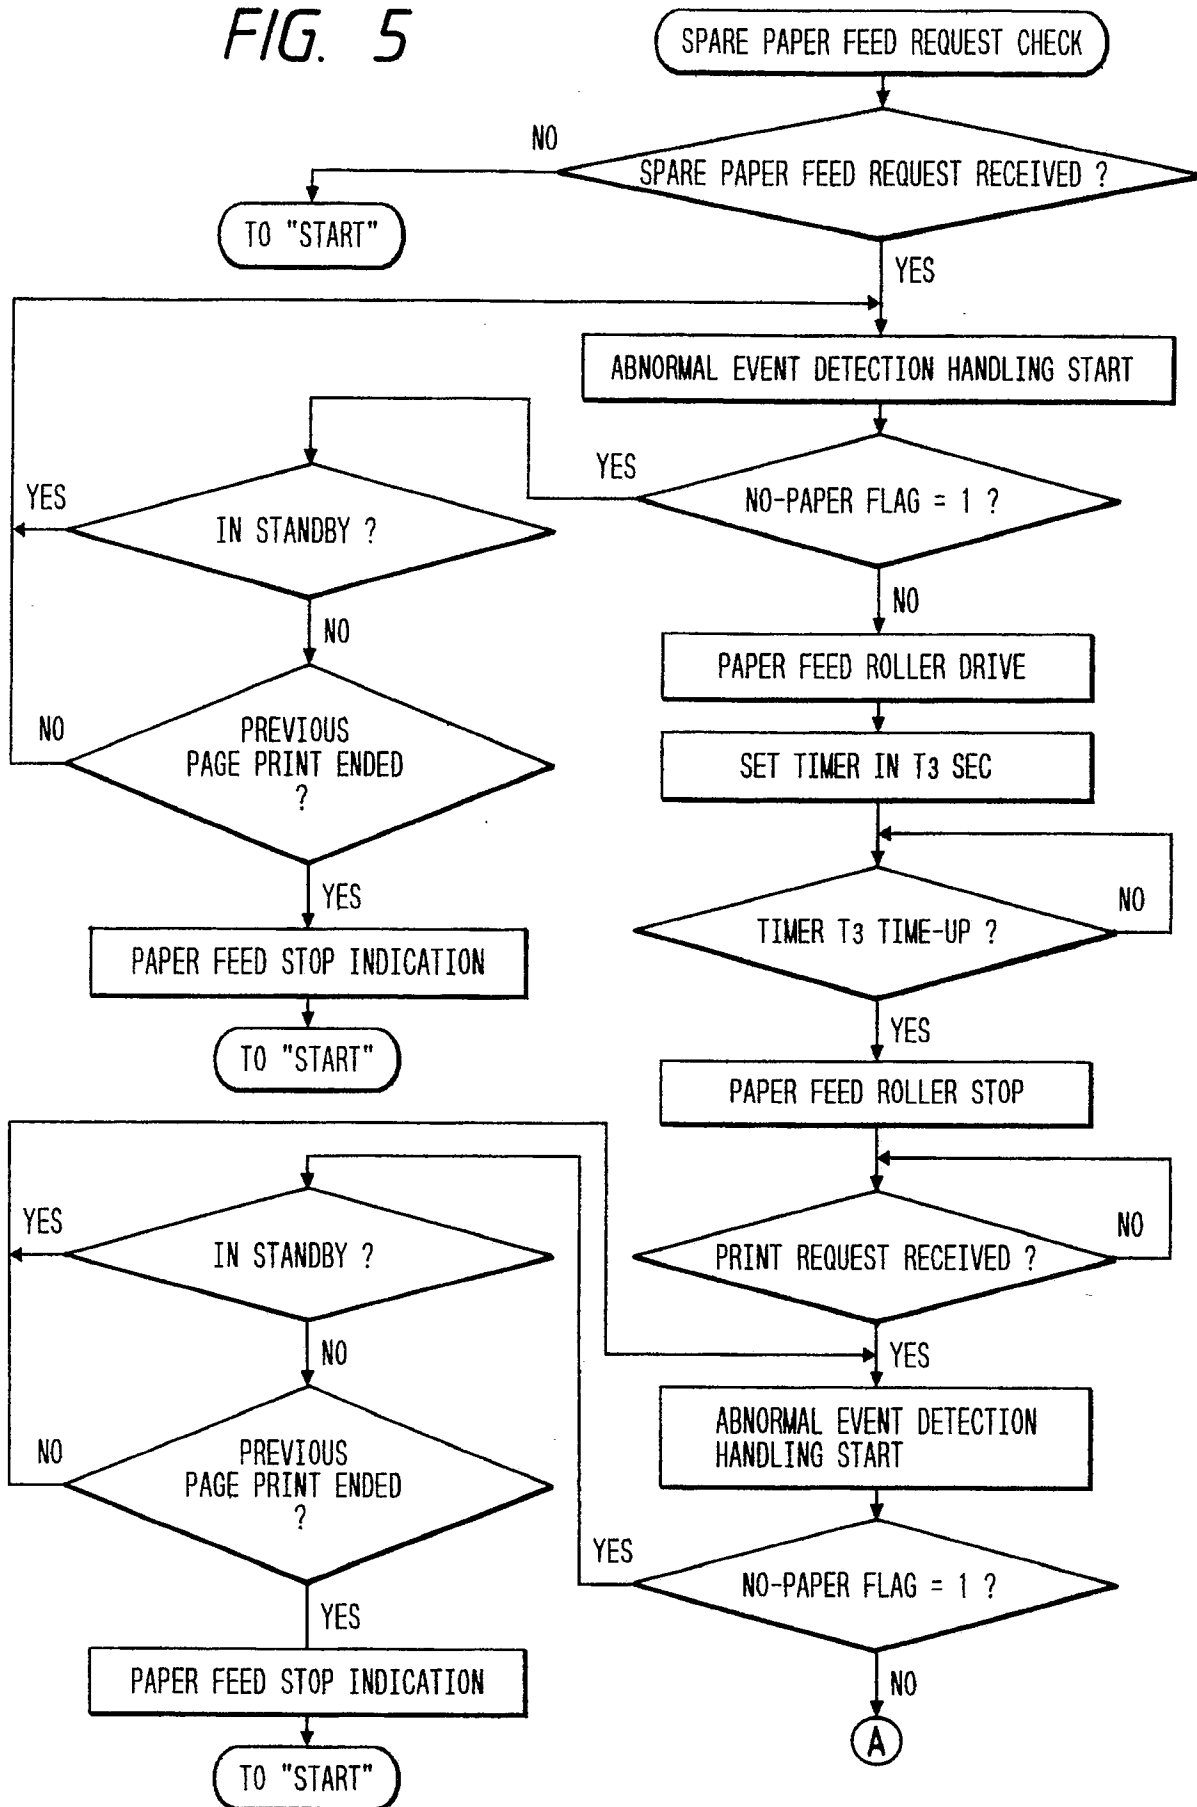 FIG. 5
SPARE PAPER FEED REQUEST CHECK
NO
SPARE PAPER FEED REQUEST RECEIVED ?
TO "START"
YES
ABNORMAL EVENT DETECTION HANDLING START
YES
NO-PAPER FLAG = 1 ?
YES
IN STANDBY ?
NO
NO
PAPER FEED ROLLER DRIVE
NO
PREVIOUS
PAGE PRINT ENDED
?
SET TIMER IN T3 SEC
YES
NO
TIMER T3 TIME-UP ?
PAPER FEED STOP INDICATION
YES
TO "START"
PAPER FEED ROLLER STOP
YES
IN STANDBY ?
NO
PRINT REQUEST RECEIVED ?
NO
YES
ABNORMAL EVENT DETECTION
HANDLING START
NO
PREVIOUS
PAGE PRINT ENDED
?
YES
NO-PAPER FLAG = 1 ?
YES
PAPER FEED STOP INDICATION
NO
A
TO "START"